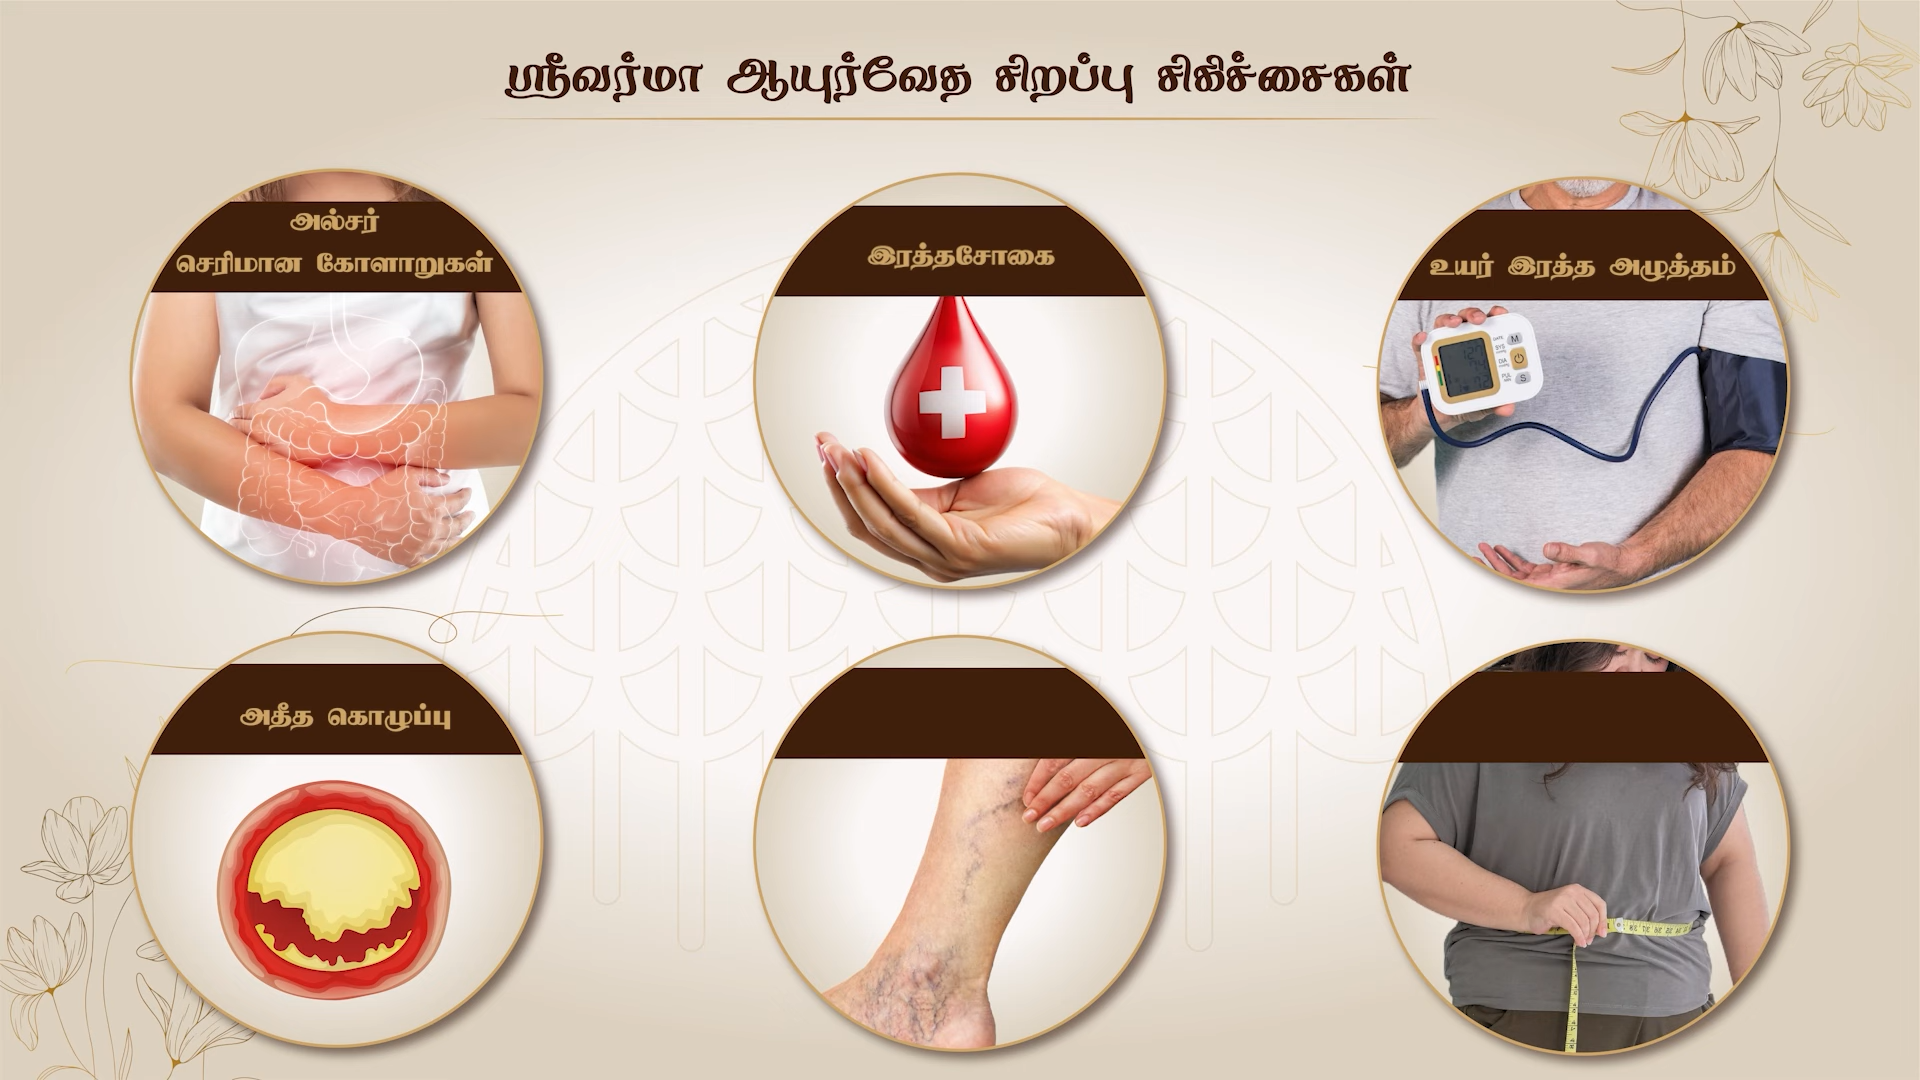 ஸ்ரீவர்மா ஆயுர்வேத சிறப்பு சிகிச்சைகள்
அல்சர்
செரிமான கோளாறுகள்
இரத்தசோகை
உயர் இரத்த அழுத்தம்
M
S
அதீத கொழுப்பு